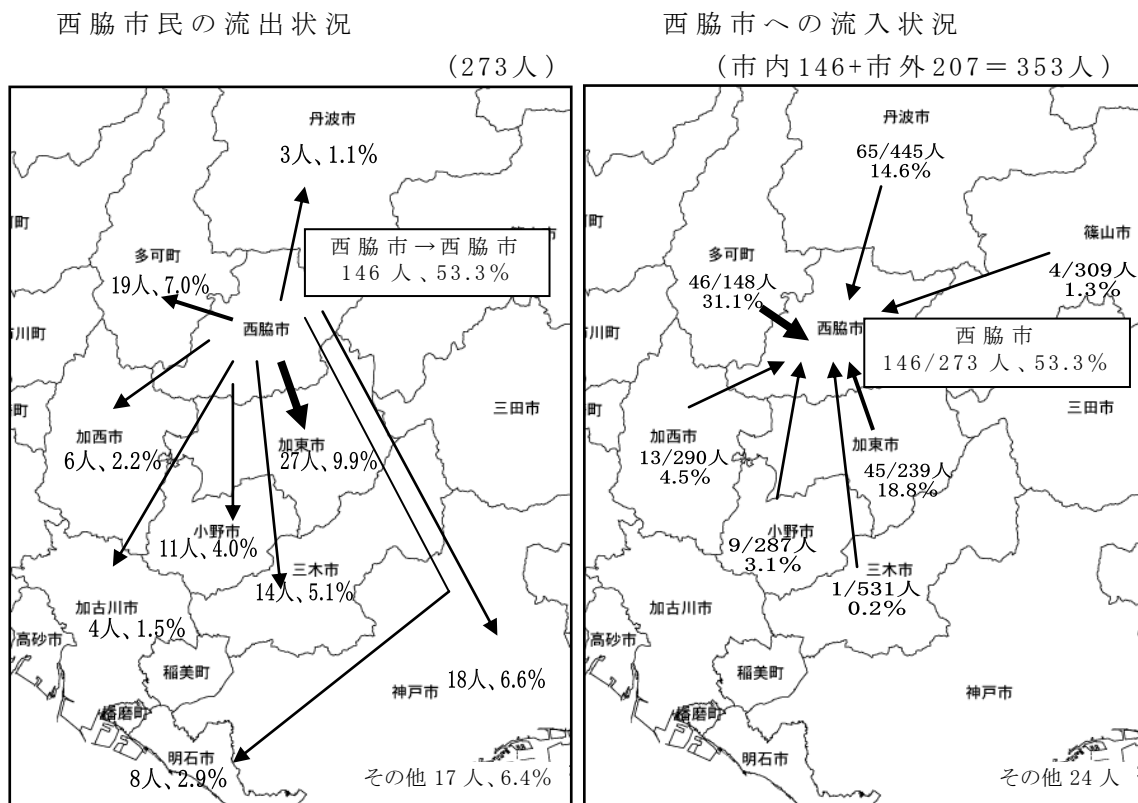 西脇市民の流出状況
(273人)
丹波市
3人、1.1%
西脇市→西脇市
146人、53.3%
多可町
19人、7.0%
西脇市
加西市
6人、2.2%
加東市
27人、9.9%
小野市
11人、4.0%
三木市
14人、5.1%
三田市
加古川市
4人、1.5%
高砂市
稲美町
播磨町
18人、6.6%
神戸市
明石市
8人、2.9%
その他17人、6.4%
西脇市への流入状況
(市内146+市外207=353人)
丹波市
65/445人
14.6%
篠山市
4/309人
1.3%
多可町
46/148人
31.1%
西脇市
西脇市
146/273人、53.3%
三田市
加西市
13/290人
4.5%
加東市
45/239人
18.8%
小野市
9/287人
3.1%
三木市
1/531人
0.2%
加古川市
高砂市
稲美町
播磨町
神戸市
明石市
その他24人